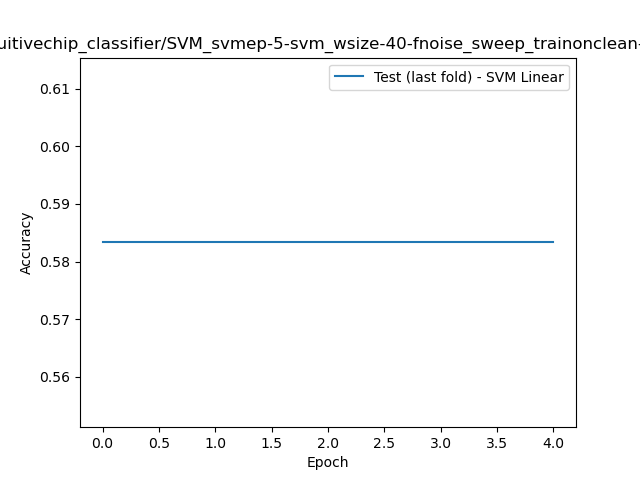 uitivechip_classifier/SVM_svmep-5-svm_wsize-40-fnoise_sweep_trainonclean-
Test (last fold) - SVM Linear
0.61
0.60
0.59
0.58
0.57
0.56
Accuracy
0.0 0.5 1.0 1.5 2.0 2.5 3.0 3.5 4.0
Epoch